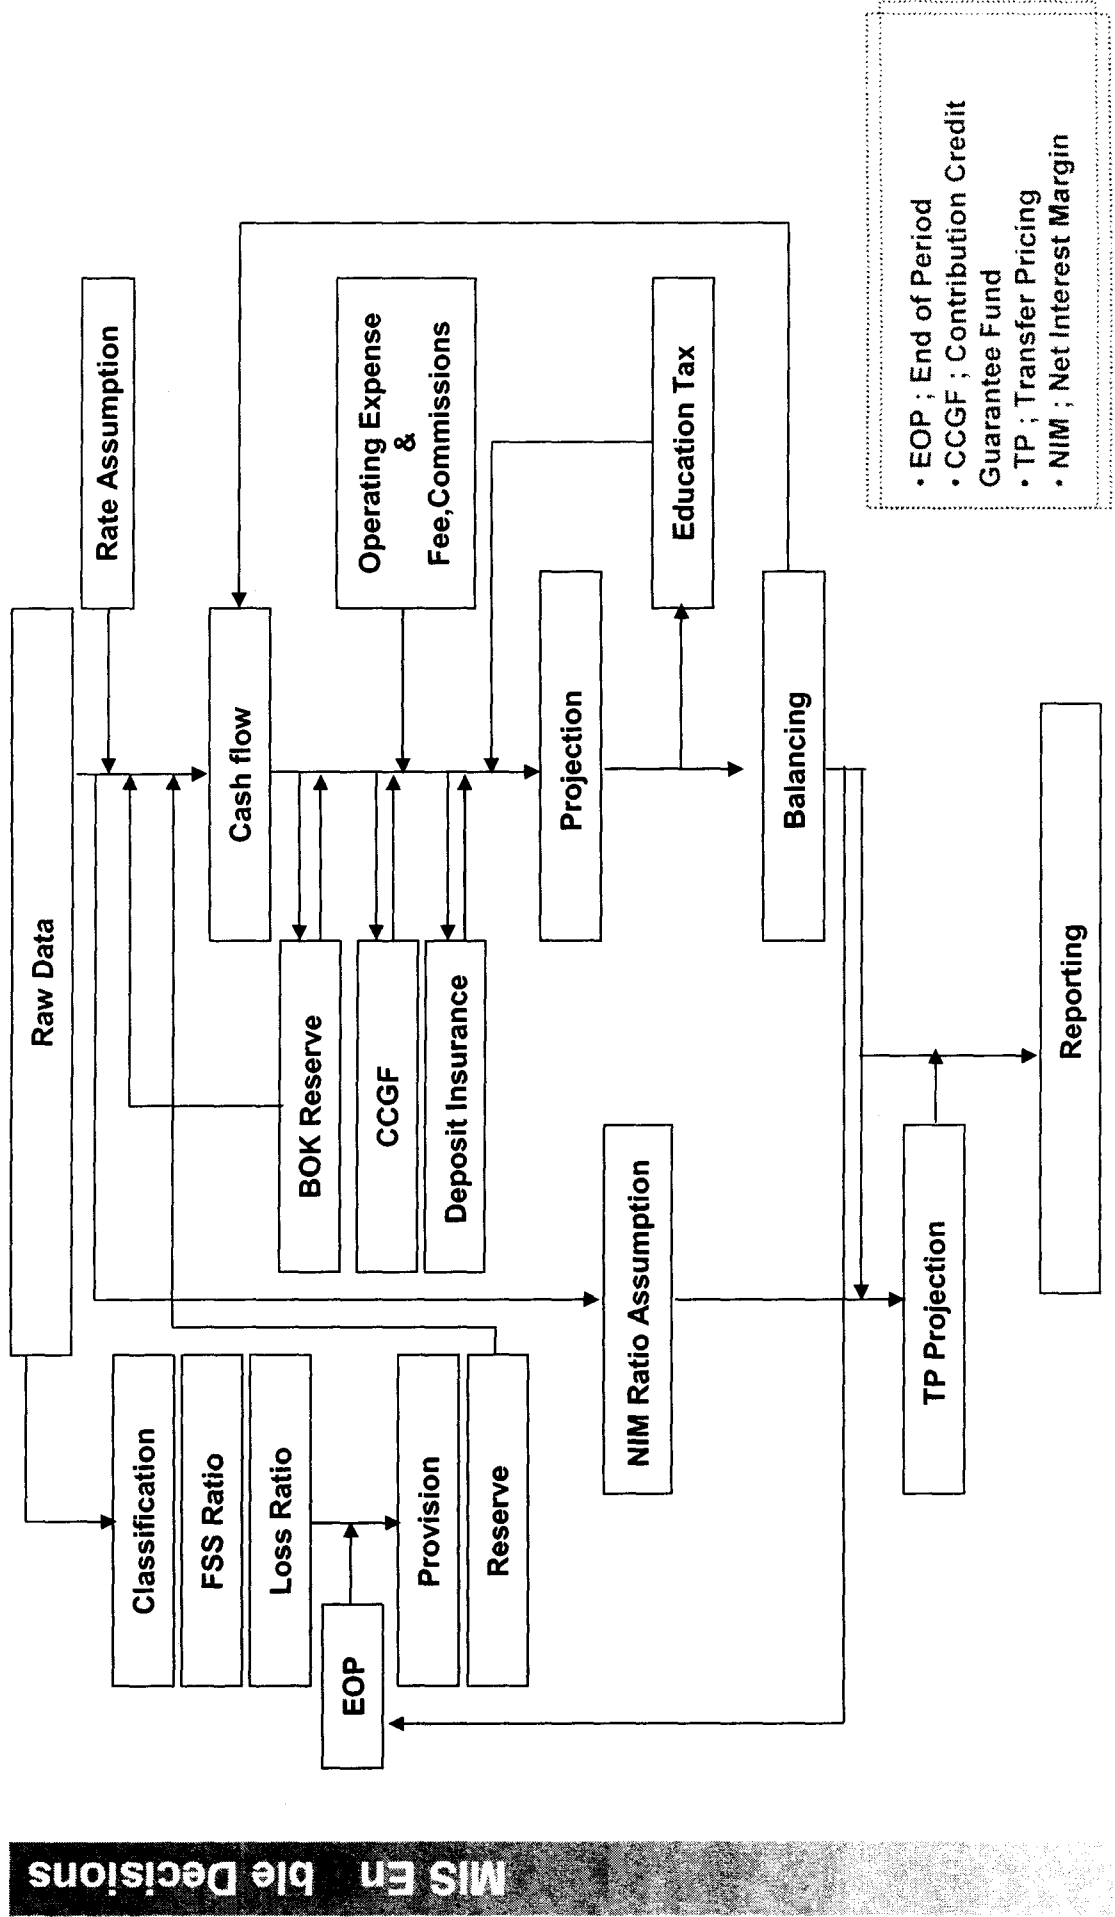 MIS En ble Decisions
Raw Data
Rate Assumption
Classification
FSS Ratio
Loss Ratio
EOP
Provision
Reserve
Cash flow
BOK Reserve
CCGF
Deposit Insurance
Operating Expense
&
Fee,Commissions
Projection
NIM Ratio Assumption
Education Tax
Balancing
TP Projection
Reporting
• EOP ; End of Period
• CCGF ; Contribution Credit
Guarantee Fund
• TP ; Transfer Pricing
• NIM ; Net Interest Margin